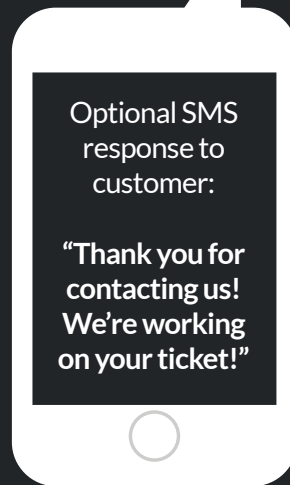 Optional SMS
response to
customer:
“Thank you for
contacting us!
We’re working
on your ticket!”